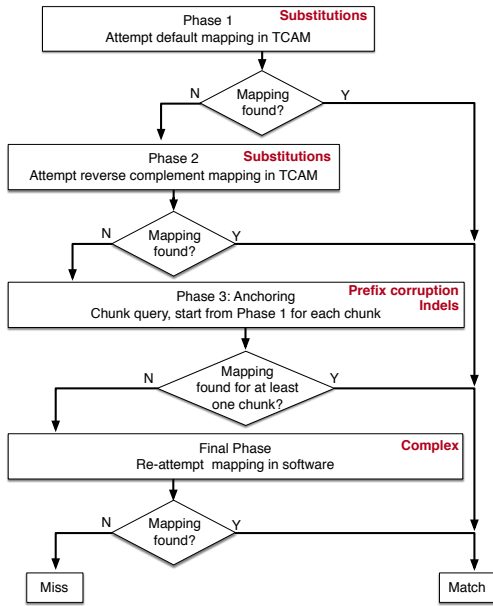 Phase 1
Substitutions
Attempt default mapping in TCAM
N
Mapping
found?
Y
Phase 2
Substitutions
Attempt reverse complement mapping in TCAM
N
Mapping
found?
Y
Phase 3: Anchoring
Prefix corruption
Indels
Chunk query, start from Phase 1 for each chunk
N
Mapping
found for at least
one chunk?
Y
Final Phase
Complex
Re-attempt mapping in software
N
Mapping
found?
Y
Miss
Match